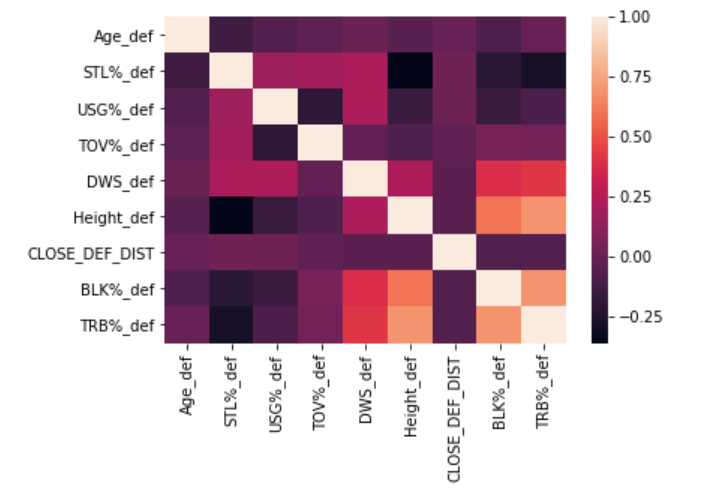 Age_def
STL%_def
USG%_def
TOV%_def
DWS_def
Height_def
CLOSE_DEF_DIST
BLK%_def
TRB%_def
Age_def
STL%_def
USG%_def
TOV%_def
DWS_def
Height_def
CLOSE_DEF_DIST
BLK%_def
TRB%_def
1.00
0.75
0.50
0.25
0.00
−0.25